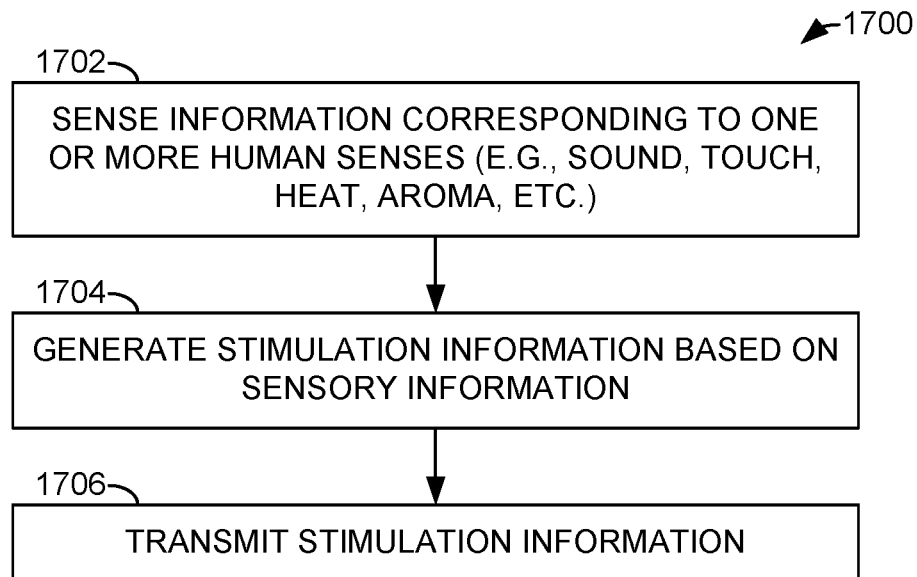 1700
1702
SENSE INFORMATION CORRESPONDING TO ONE
OR MORE HUMAN SENSES (E.G., SOUND, TOUCH,
HEAT, AROMA, ETC.)
1704
GENERATE STIMULATION INFORMATION BASED ON
SENSORY INFORMATION
1706
TRANSMIT STIMULATION INFORMATION